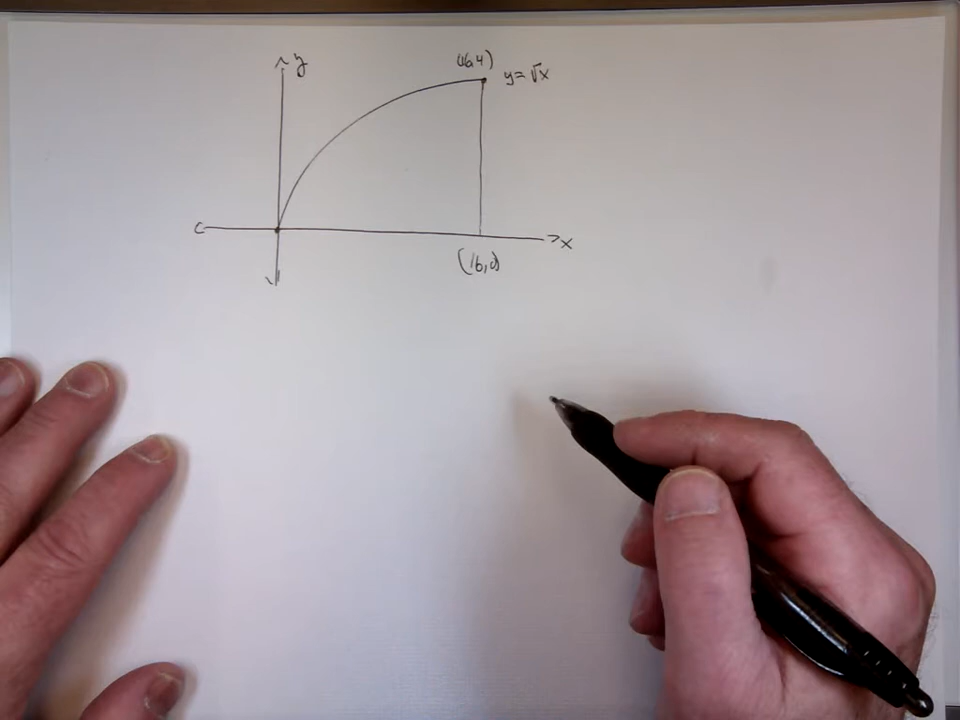 y
(16,4)
y = √x
x
(16,0)